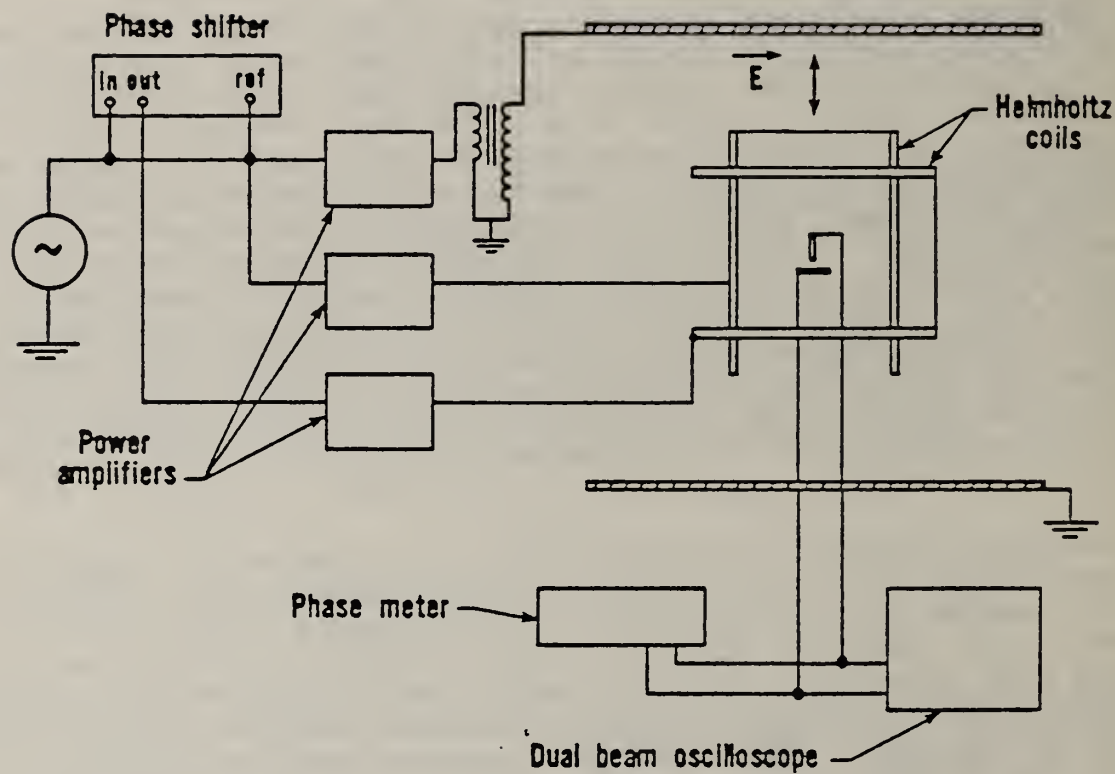 Phase shifter
in out ref
E
Helmholtz
coils
~
Power
amplifiers
Phase meter
Dual beam oscilloscope